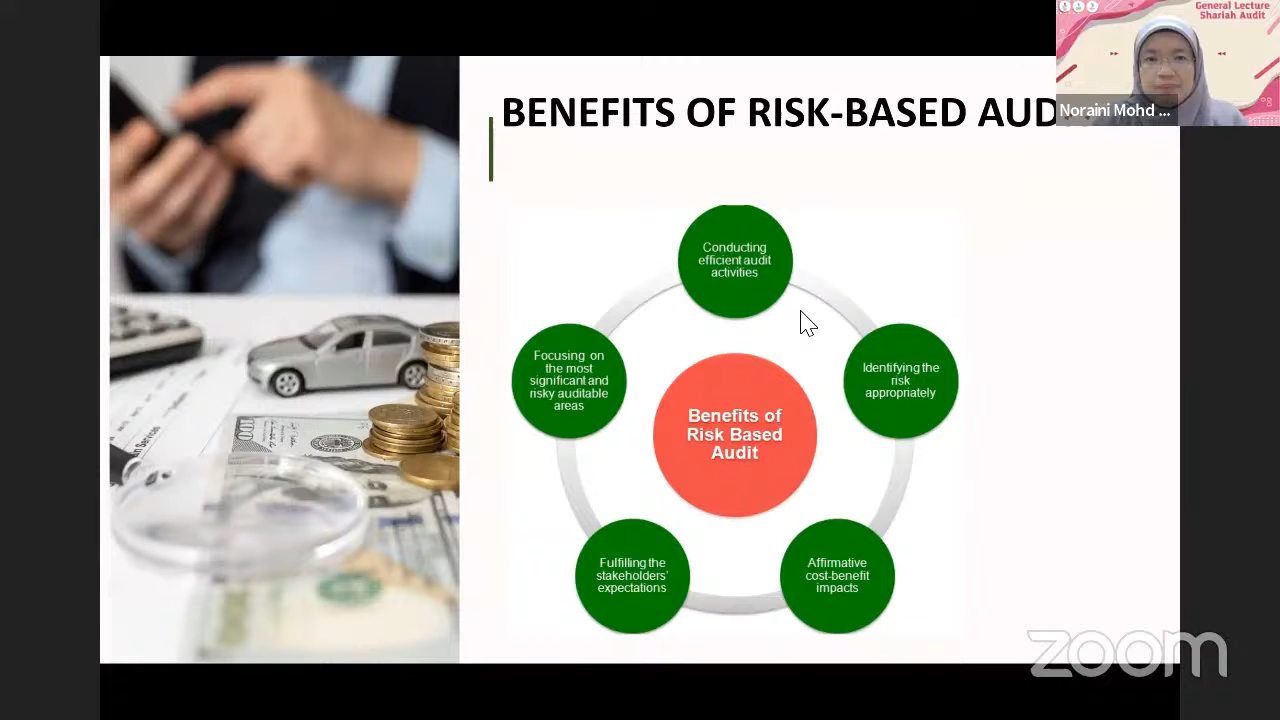 General Lecture
Shariah Audit
Noraini Mohd ...
BENEFITS OF RISK-BASED AUD
Conducting
efficient audit
activities
Focusing on
the most
significant and
risky auditable
areas
Identifying the
risk
appropriately
Benefits of
Risk Based
Audit
Fulfilling the
stakeholders'
expectations
Affirmative
cost-benefit
impacts
100
zoom